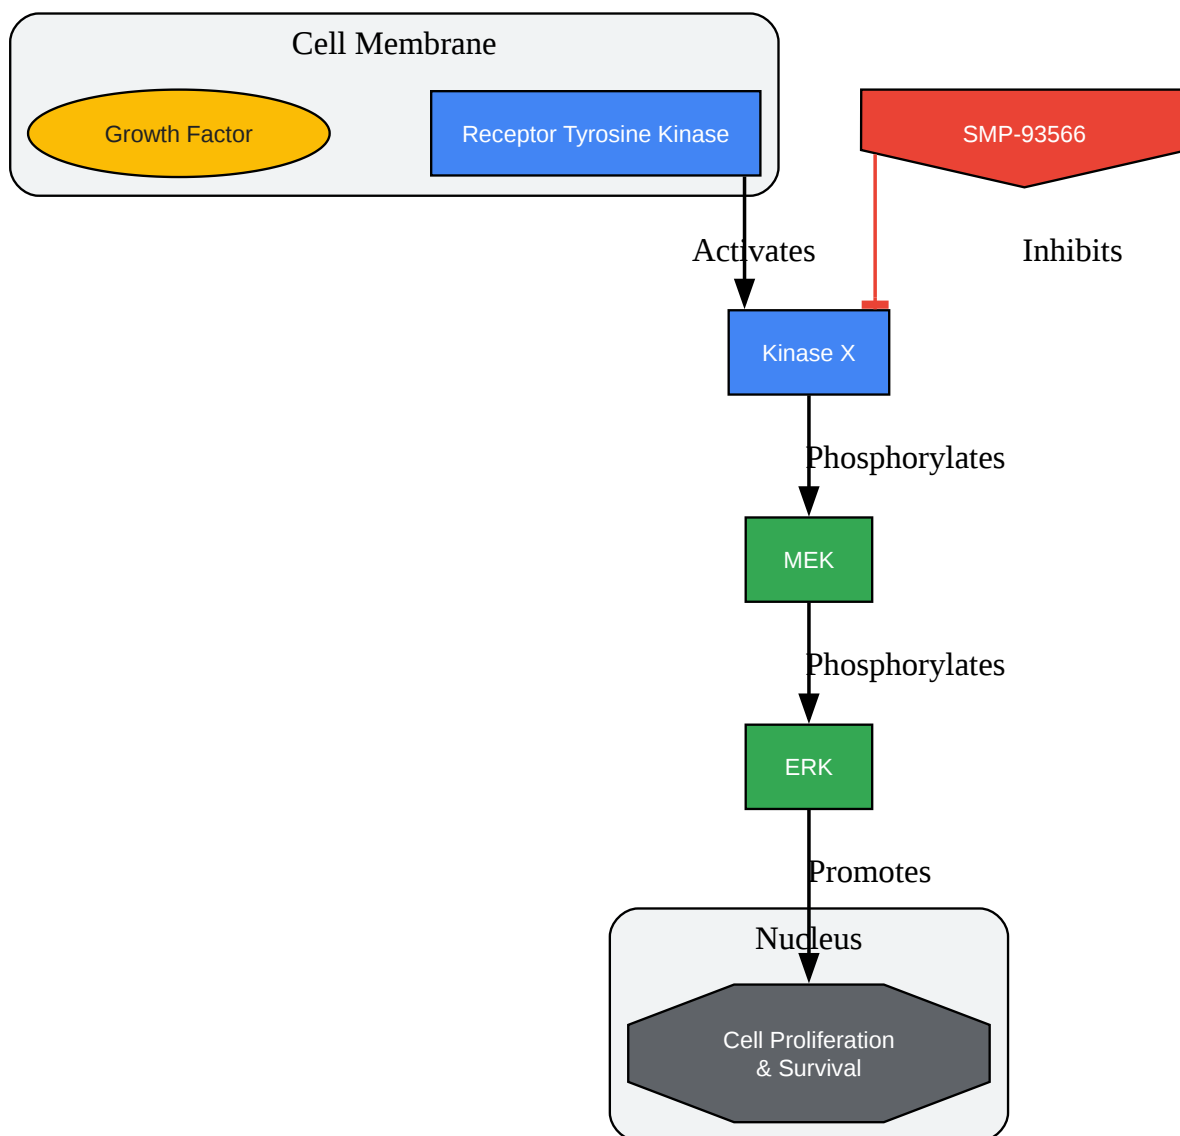 Cell Membrane
Growth Factor
Receptor Tyrosine Kinase
SMP-93566
Activates
Inhibits
Kinase X
Phosphorylates
MEK
Phosphorylates
ERK
Promotes
Nucleus
Cell Proliferation
& Survival